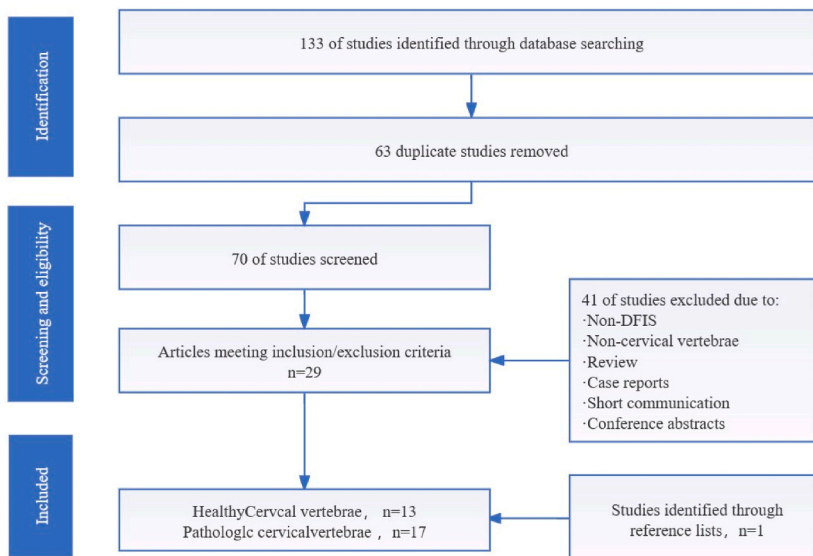 Identification
133 of studies identified through database searching
63 duplicate studies removed
Screening and eligibility
70 of studies screened
Articles meeting inclusion/exclusion criteria
n=29
41 of studies excluded due to:
·Non-DFIS
·Non-cervical vertebrae
·Review
·Case reports
·Short communication
·Conference abstracts
Included
HealthyCervcal vertebrae， n=13
Pathologlc cervicalvertebrae ，n=17
Studies identified through
reference lists，n=1